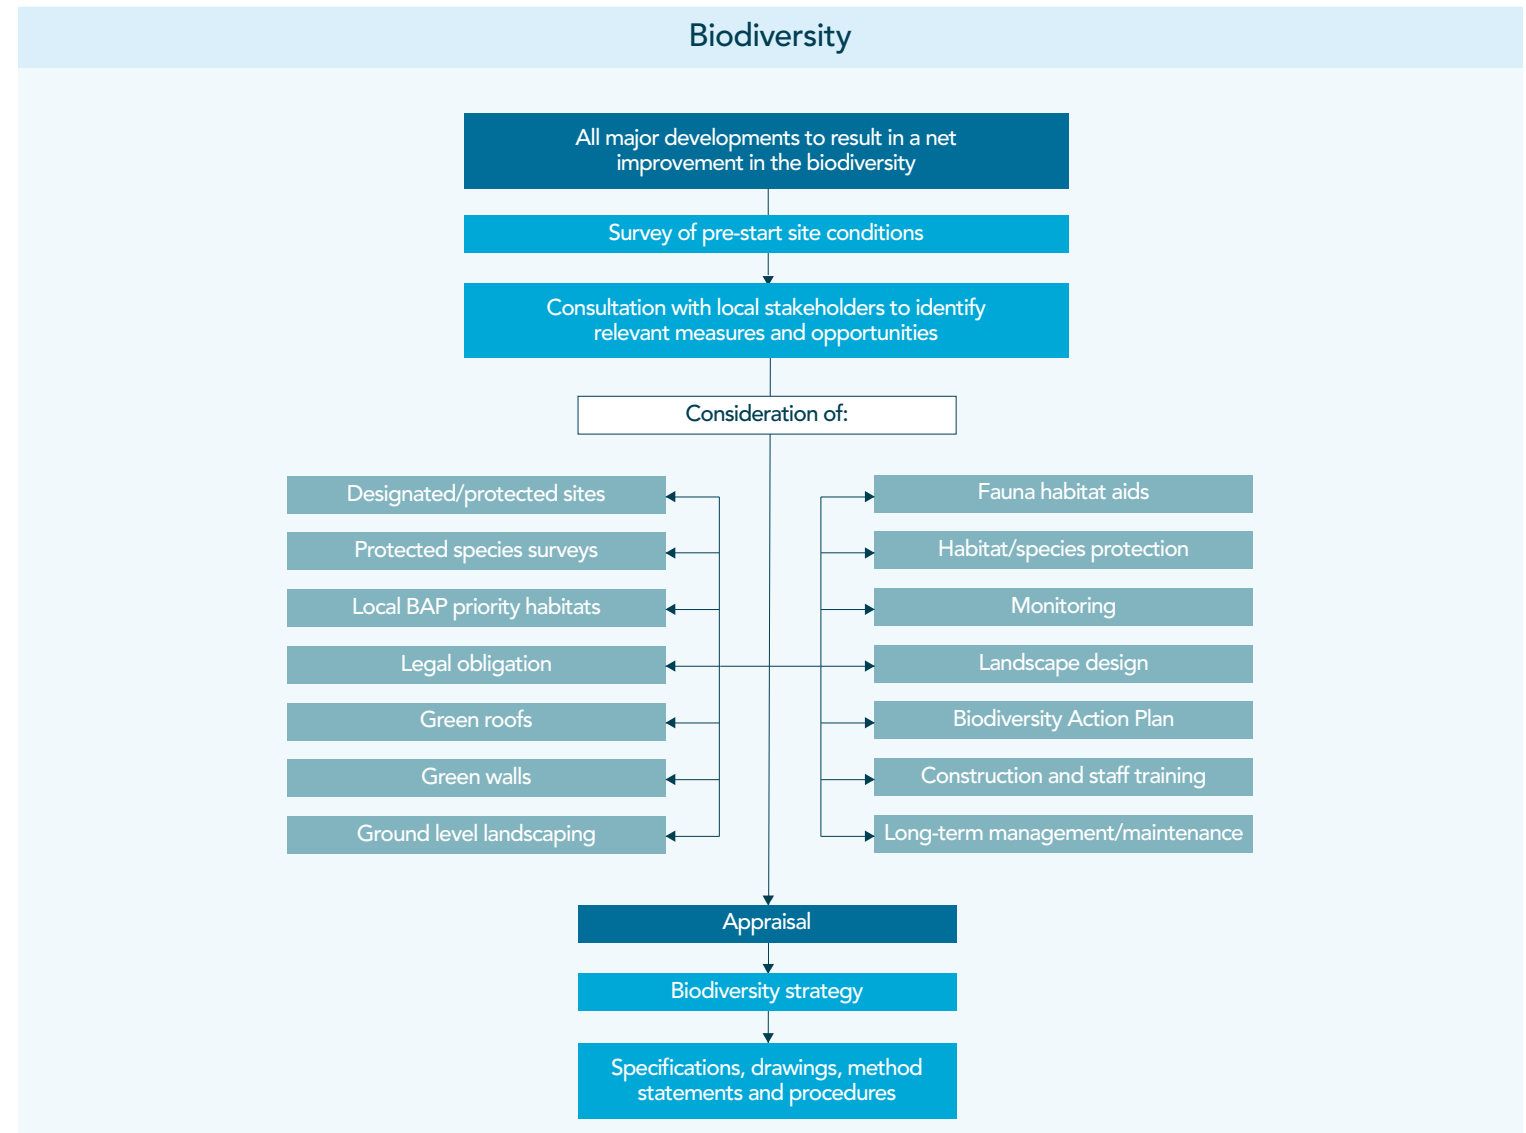 Biodiversity
All major developments to result in a net
improvement in the biodiversity
Survey of pre-start site conditions
Consultation with local stakeholders to identify
relevant measures and opportunities
Consideration of:
Designated/protected sites
Protected species surveys
Local BAP priority habitats
Legal obligation
Green roofs
Green walls
Ground level landscaping
Fauna habitat aids
Habitat/species protection
Monitoring
Landscape design
Biodiversity Action Plan
Construction and staff training
Long-term management/maintenance
Appraisal
Biodiversity strategy
Specifications, drawings, method
statements and procedures